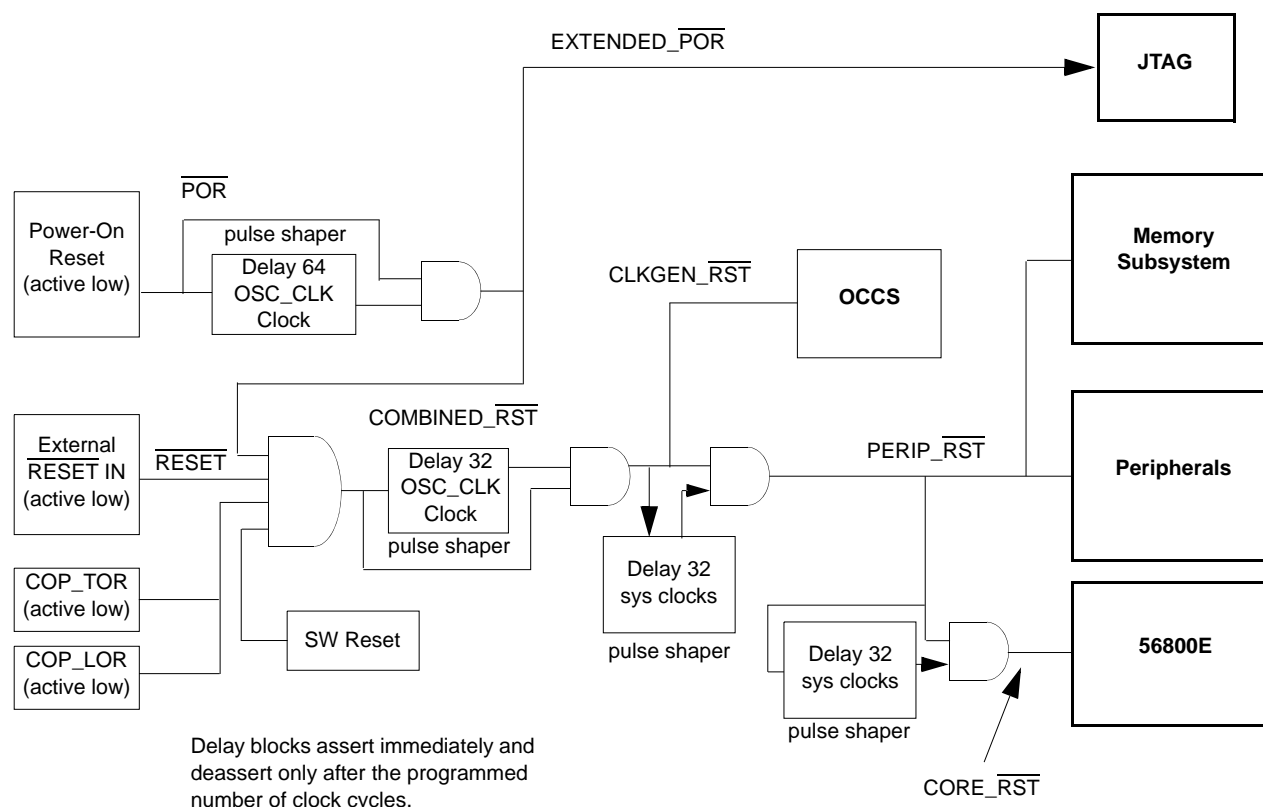 EXTENDED_POR
JTAG
POR
Power-On
Reset
(active low)
pulse shaper
Delay 64
OSC_CLK
Clock
Memory
Subsystem
CLKGEN_RST
OCCS
COMBINED_RST
External
RESET IN
(active low)
RESET
Delay 32
OSC_CLK
Clock
pulse shaper
PERIP_RST
Peripherals
COP_TOR
(active low)
SW Reset
Delay 32
sys clocks
pulse shaper
COP_LOR
(active low)
Delay 32
sys clocks
pulse shaper
56800E
Delay blocks assert immediately and
deassert only after the programmed
number of clock cycles.
CORE_RST